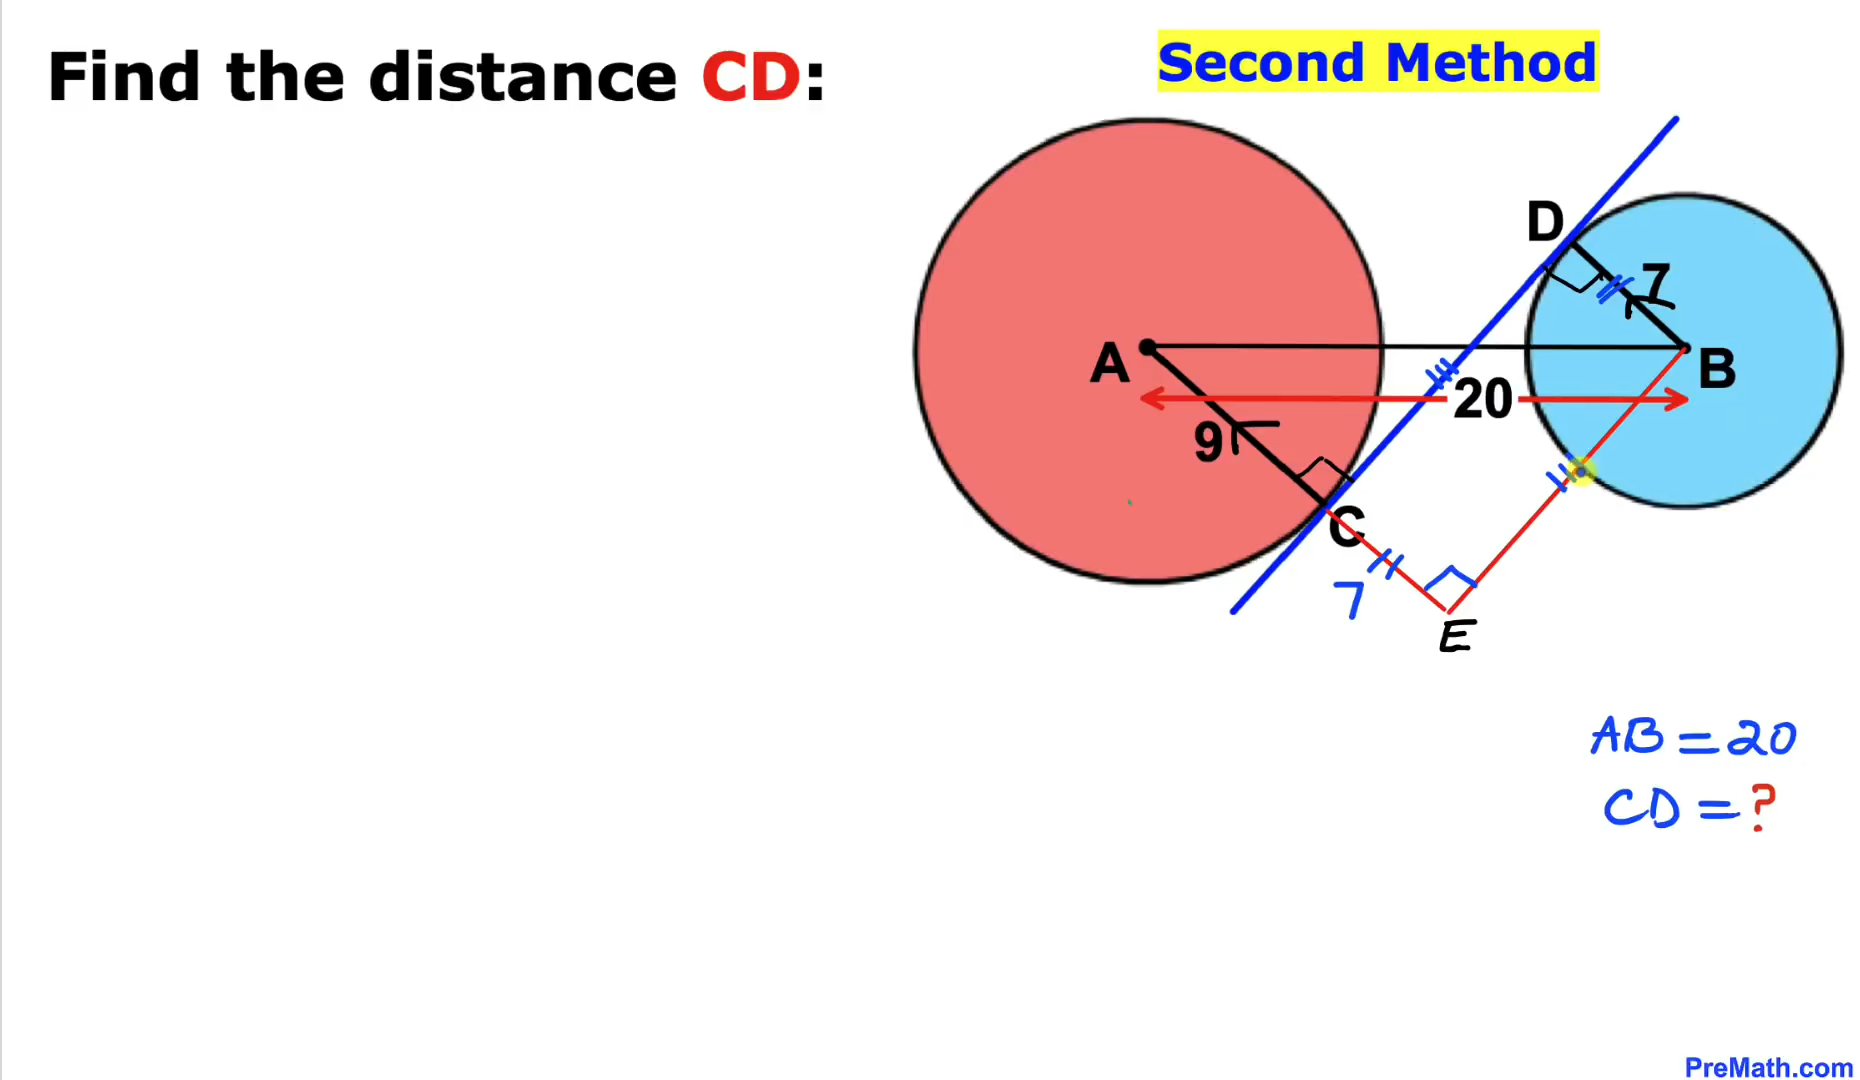 Find the distance CD:
Second Method
D
7
A
B
20
9
C
7
E
AB = 20
CD = ?
PreMath.com